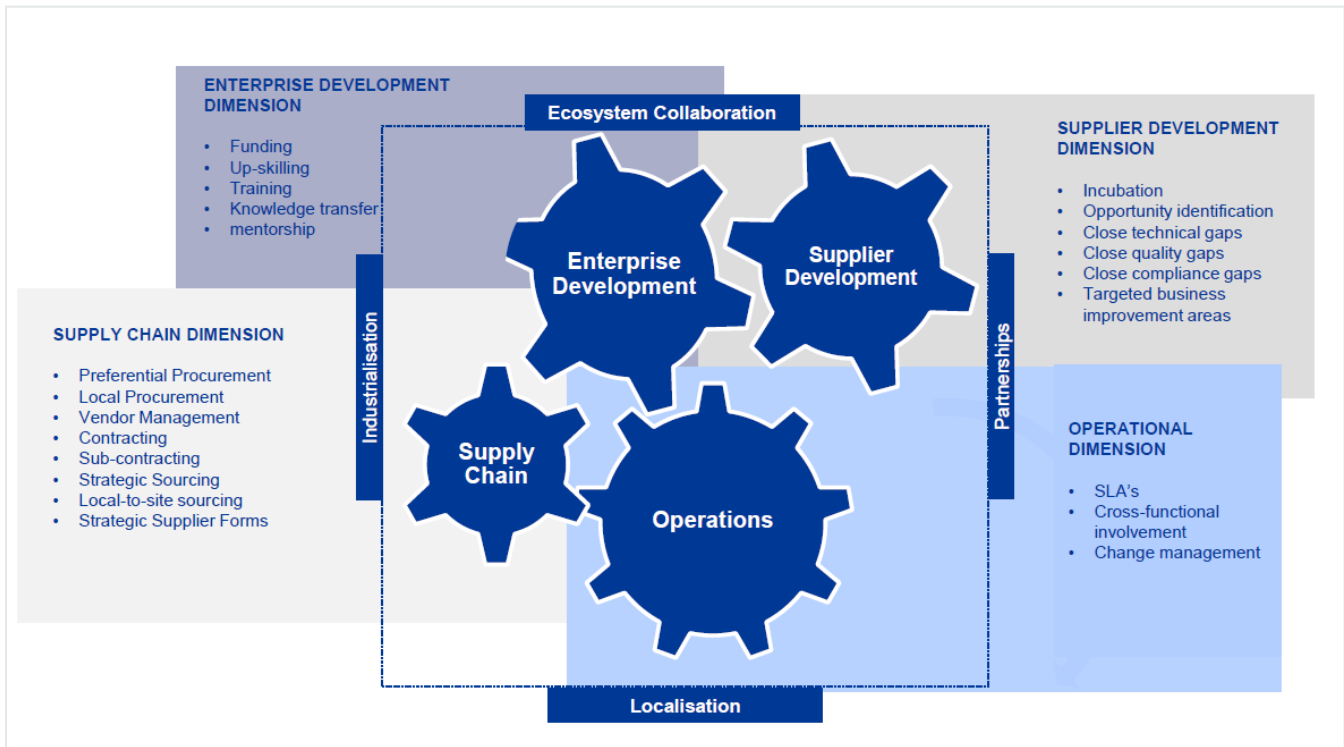 ENTERPRISE DEVELOPMENT
DIMENSION
• Funding
• Up-skilling
• Training
• Knowledge transfer
• mentorship
Ecosystem Collaboration
SUPPLIER DEVELOPMENT
DIMENSION
• Incubation
• Opportunity identification
• Close technical gaps
• Close quality gaps
• Close compliance gaps
• Targeted business
improvement areas
Enterprise
Development
Supplier
Development
Industrialisation
Partnerships
SUPPLY CHAIN DIMENSION
• Preferential Procurement
• Local Procurement
• Vendor Management
• Contracting
• Sub-contracting
• Strategic Sourcing
• Local-to-site sourcing
• Strategic Supplier Forms
Supply
Chain
Operations
OPERATIONAL
DIMENSION
• SLA's
• Cross-functional
involvement
• Change management
Localisation